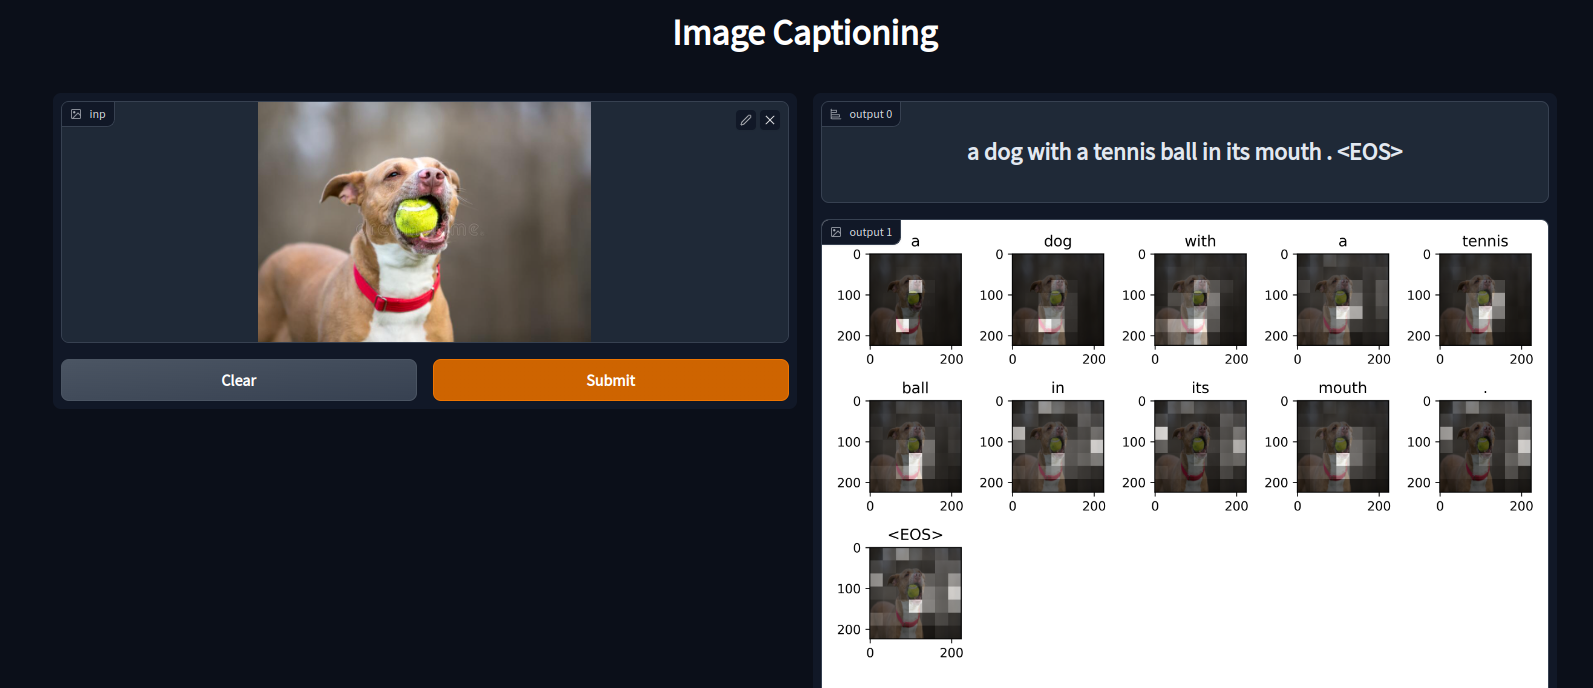 Image Captioning
inp
output 0
a dog with a tennis ball in its mouth . <EOS>
Clear
Submit
output 1
a dog with a tennis
0 0 0 0 0
100 100 100 100 100
200 200 200 200 200
0 200 0 200 0 200 0 200 0 200
ball in its mouth .
0 0 0 0 0
100 100 100 100 100
200 200 200 200 200
0 200 0 200 0 200 0 200 0 200
<EOS>
0
100
200
0 200